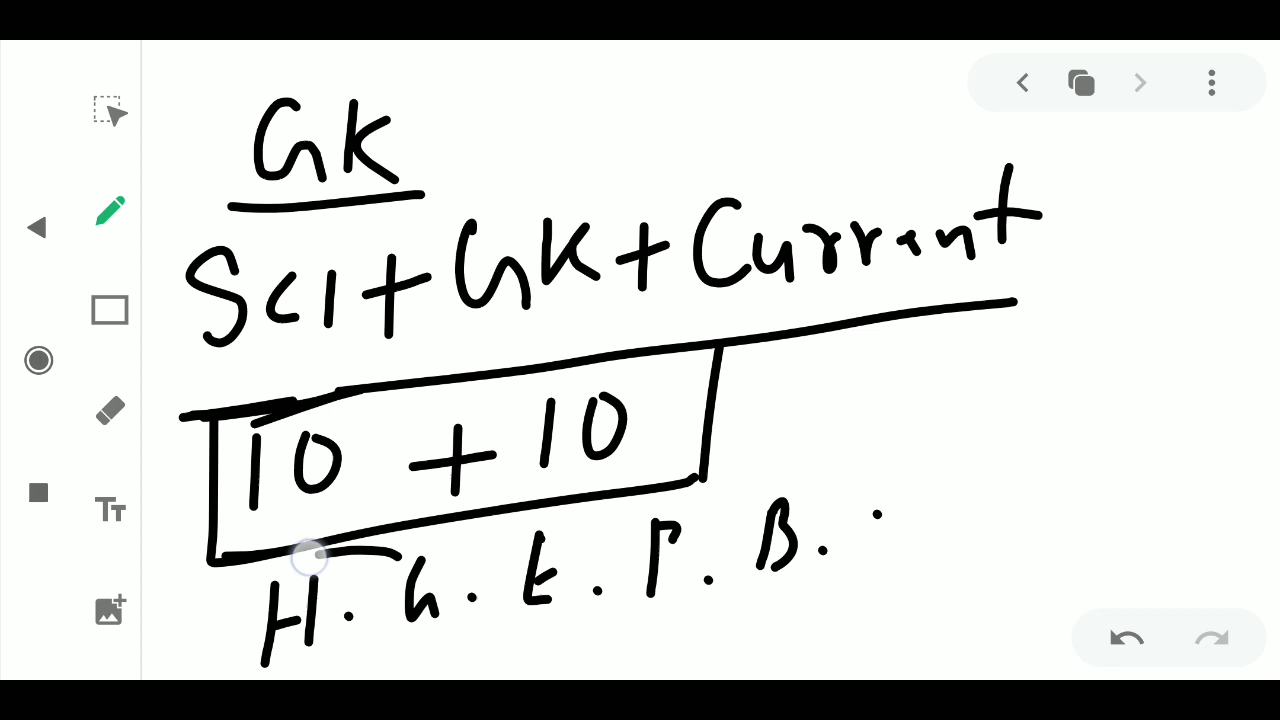 GK
Sci + GK + Current
10 + 10
H. G. E. P. B. .